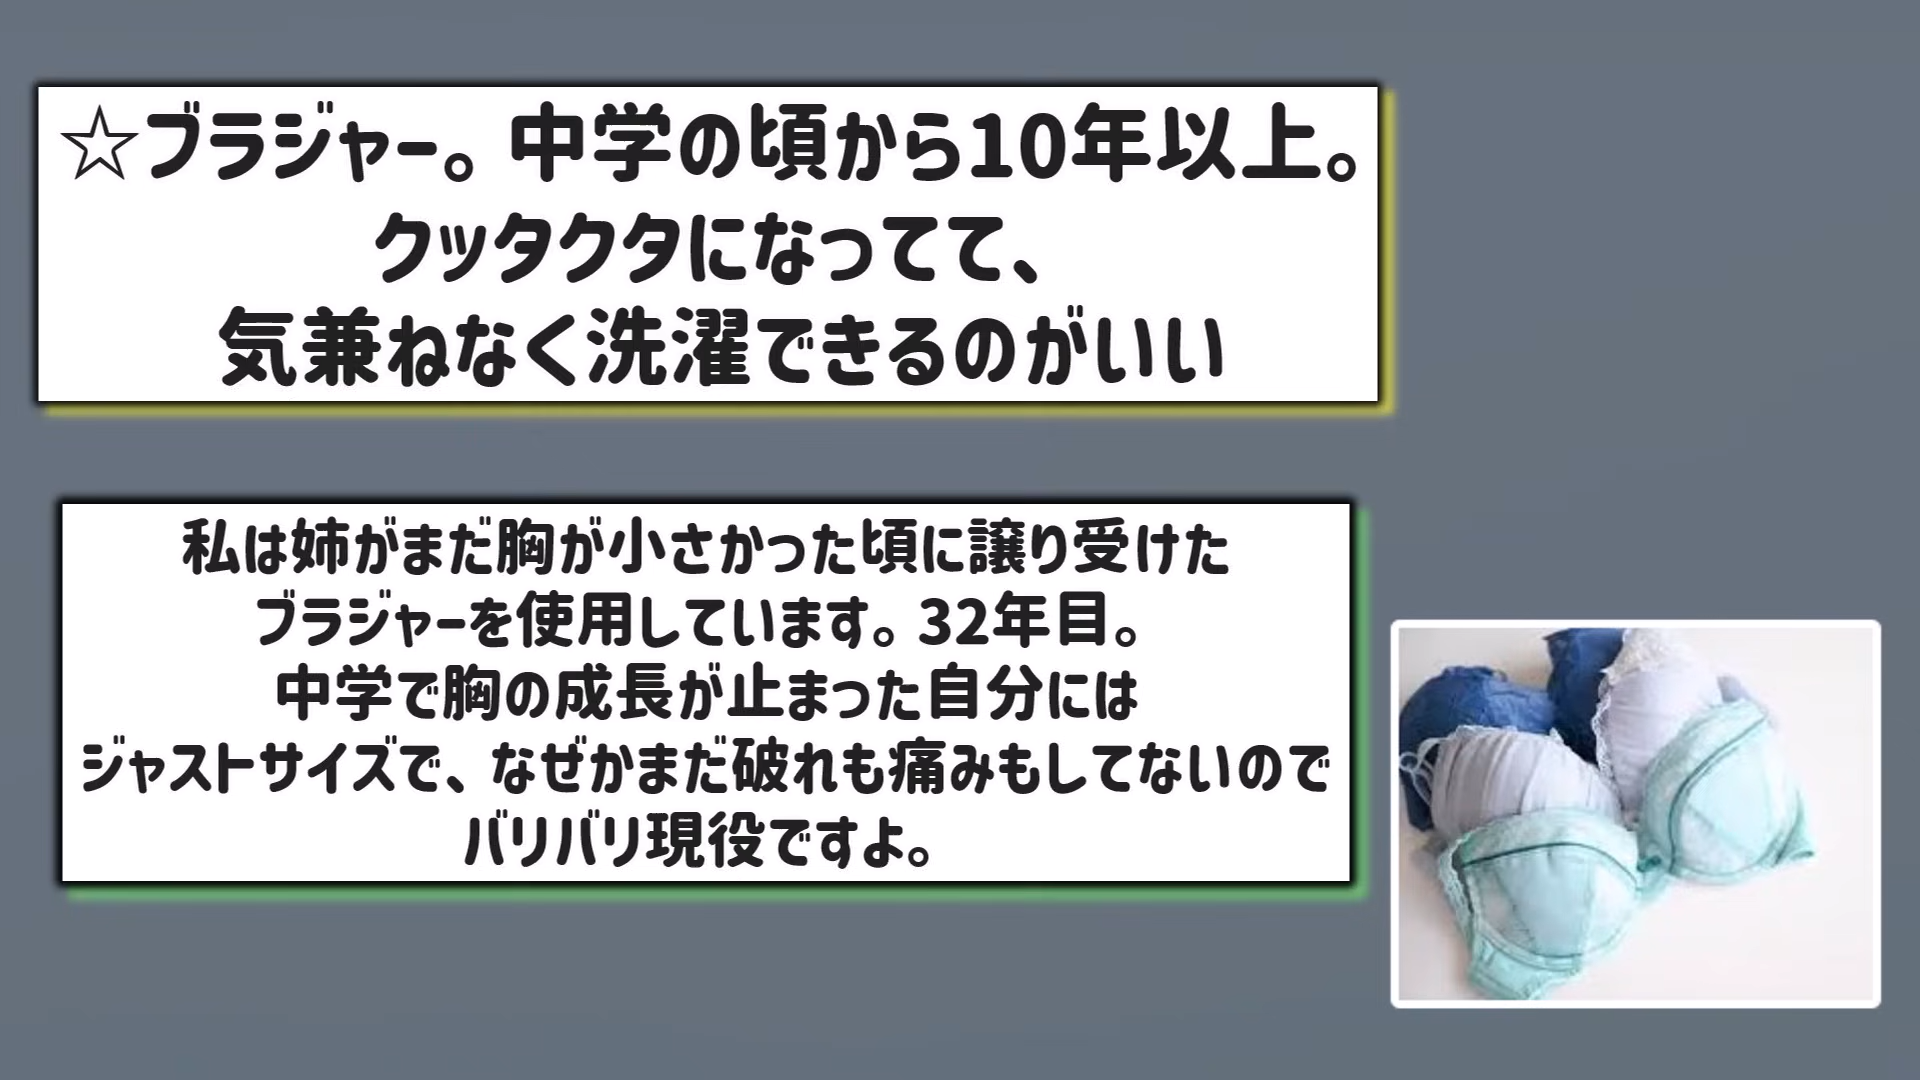 ☆ブラジャー。中学の頃から10年以上。
クッタクタになってて、
気兼ねなく洗濯できるのがいい
私は姉がまだ胸が小さかった頃に譲り受けた
ブラジャーを使用しています。32年目。
中学で胸の成長が止まった自分には
ジャストサイズで、なぜかまだ破れも痛みもしてないので
バリバリ現役ですよ。